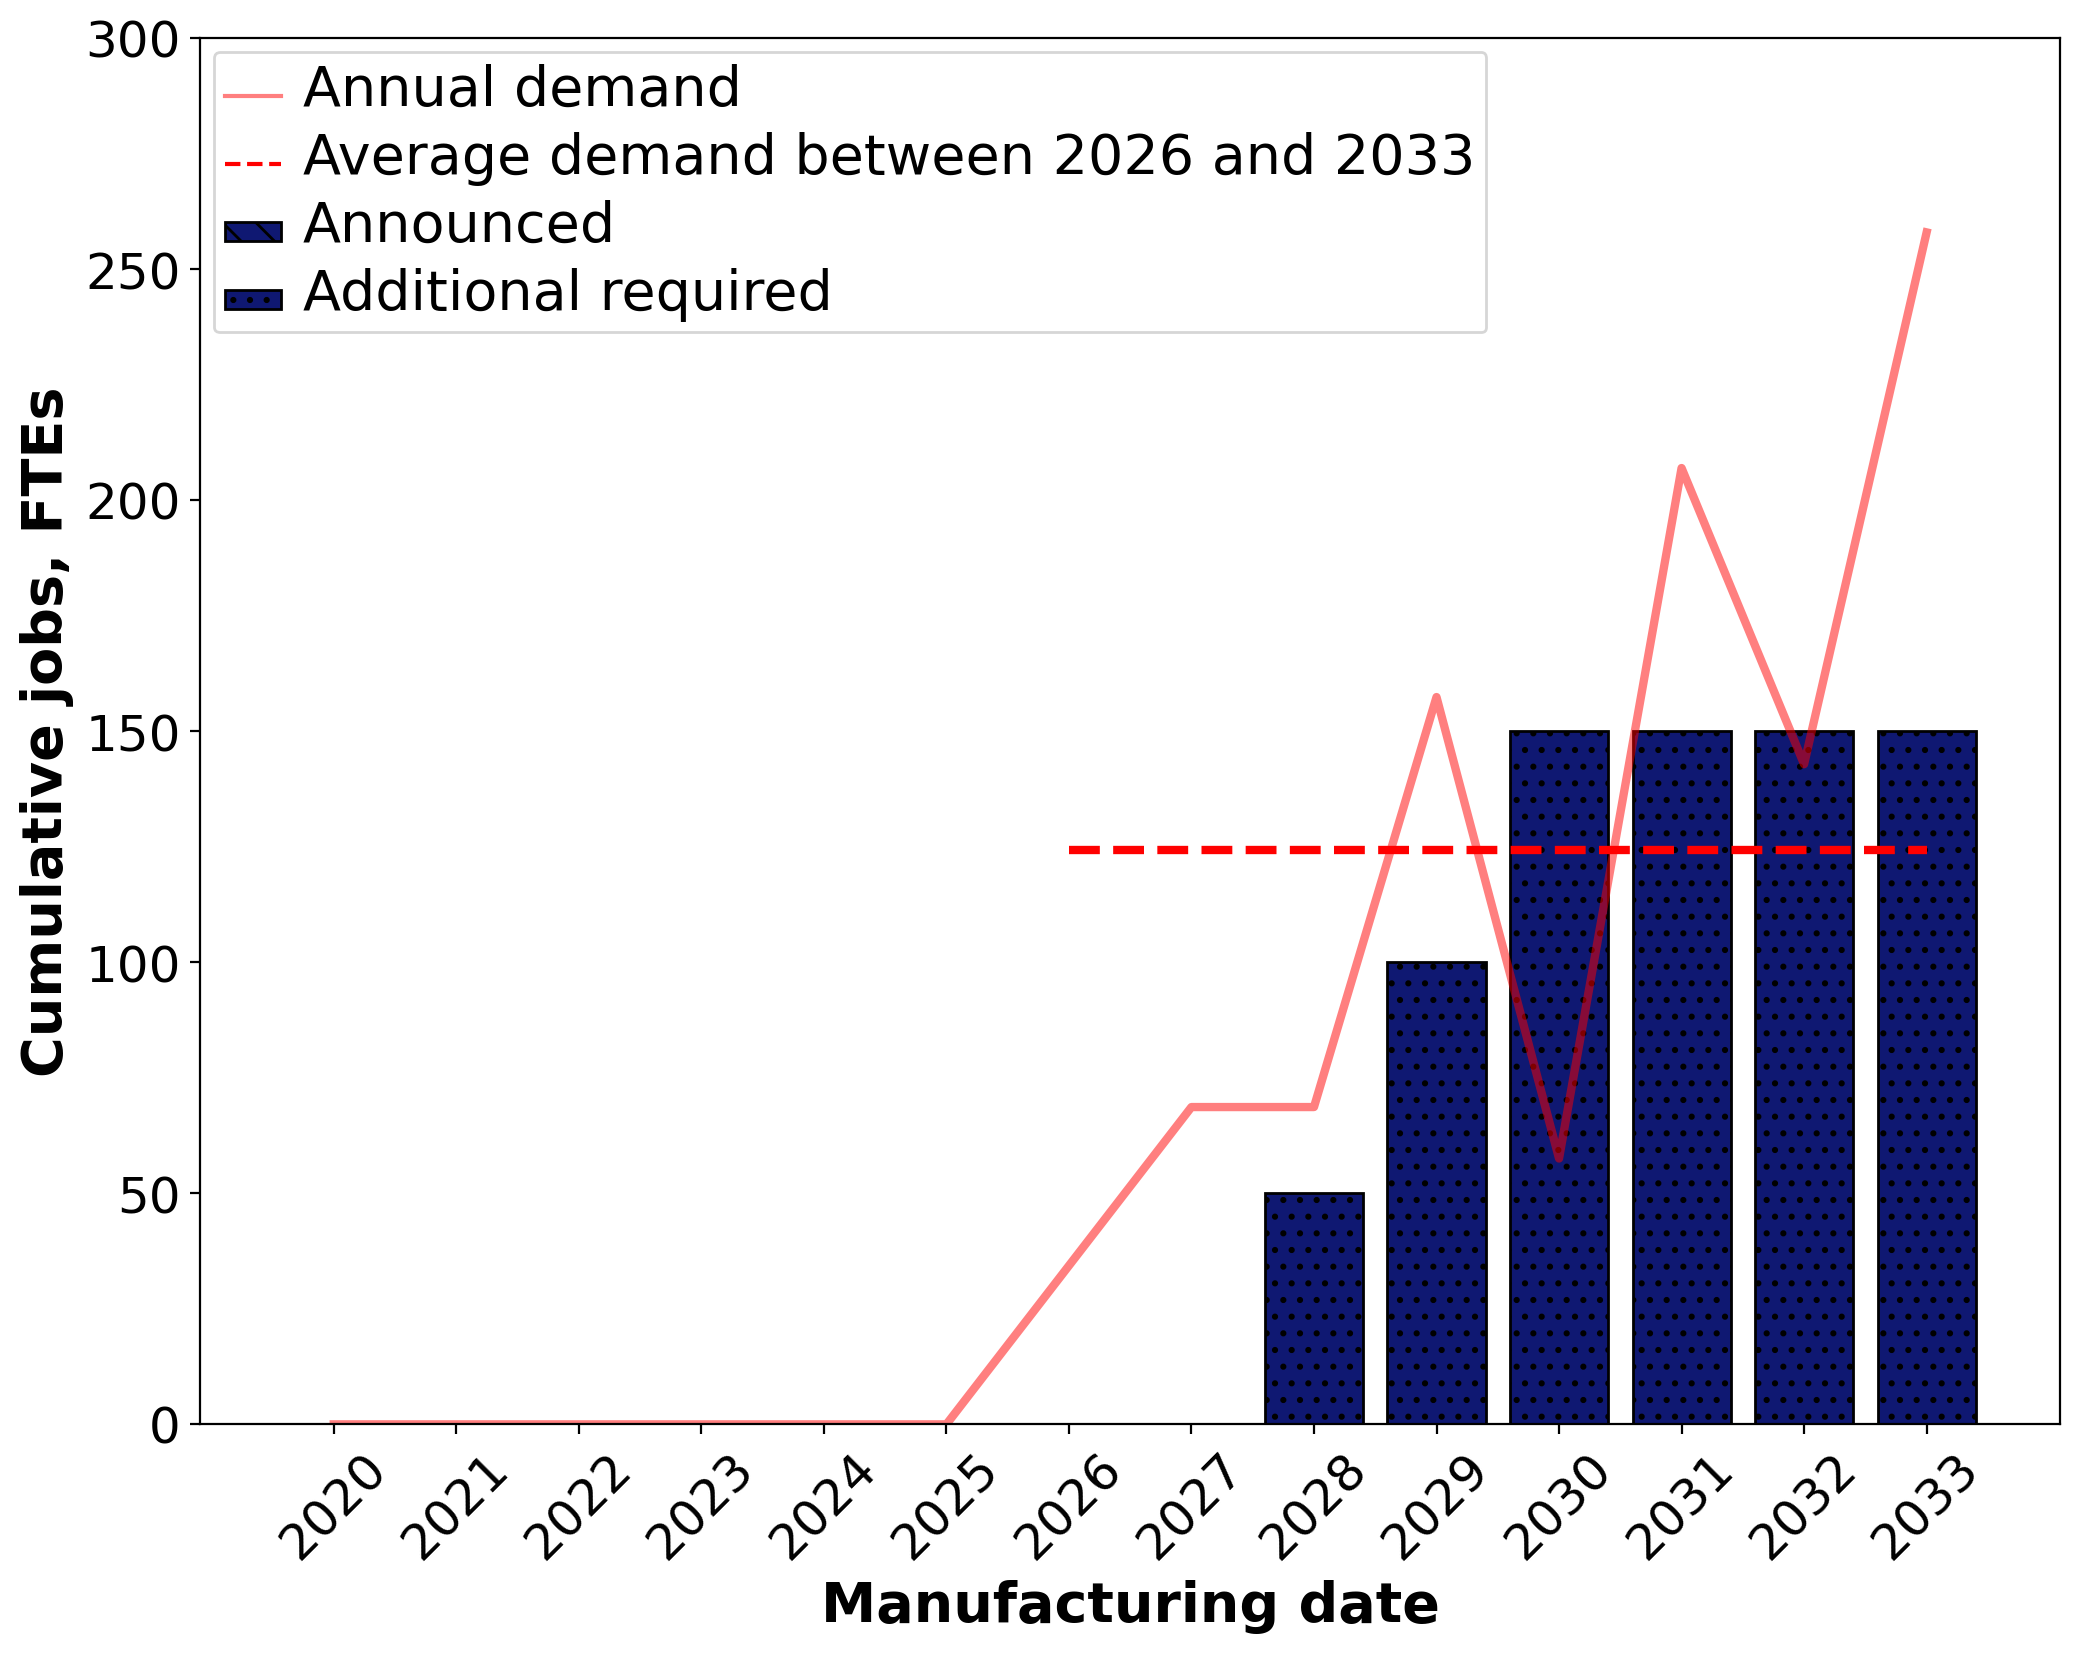 Annual demand
Average demand between 2026 and 2033
Announced
Additional required
Cumulative jobs, FTEs
300
250
200
150
100
50
0
2020 2021 2022 2023 2024 2025 2026 2027 2028 2029 2030 2031 2032 2033
Manufacturing date